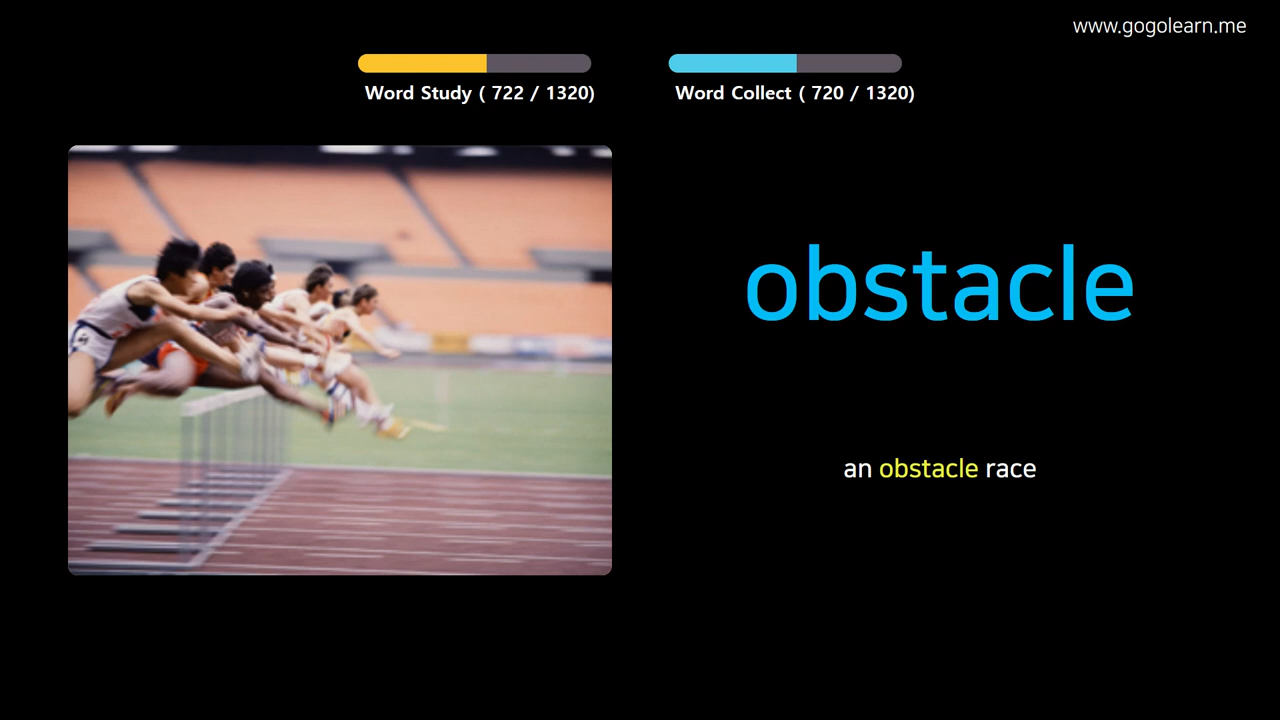 www.gogolearn.me
Word Study ( 722 / 1320)
Word Collect ( 720 / 1320)
obstacle
an obstacle race